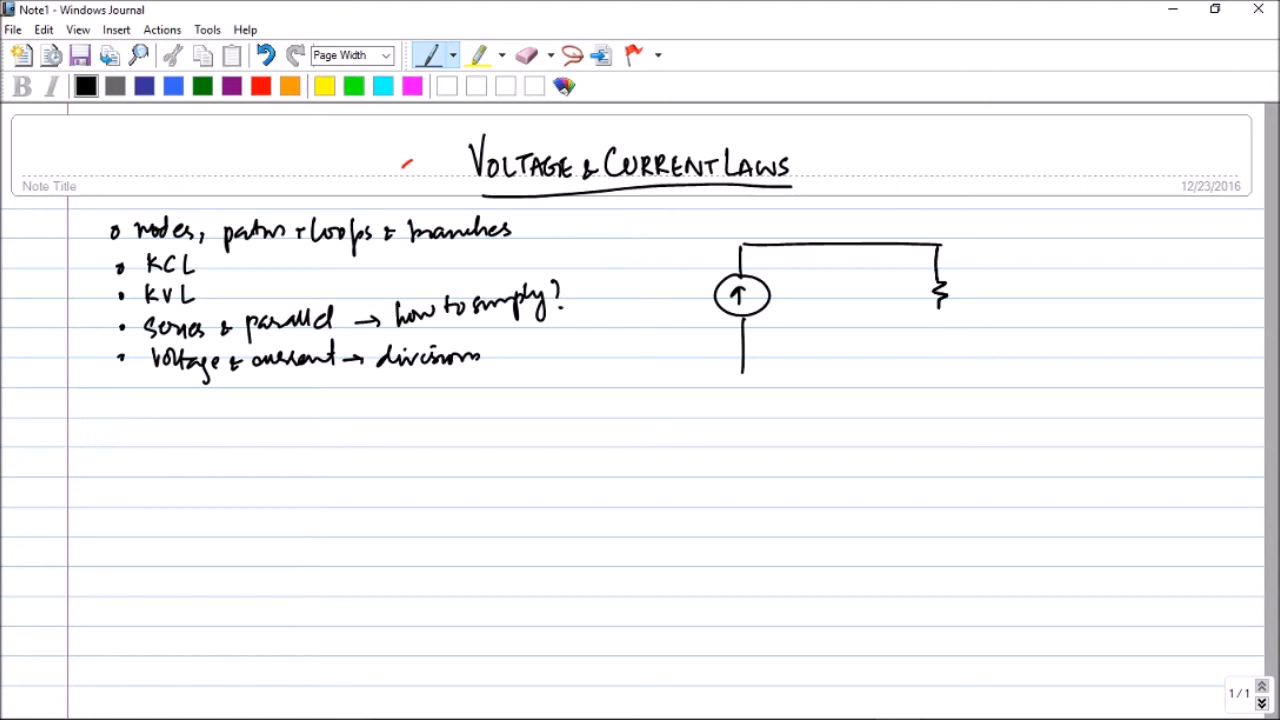 Note1 - Windows Journal
File Edit View Insert Actions Tools Help
Page Width
B I
VOLTAGE & CURRENT LAWS
Note Title
12/23/2016
nodes, paths + loops & branches
KCL
KVL
series & parallel → how to simply?
Voltage & current → divisions
1 / 1